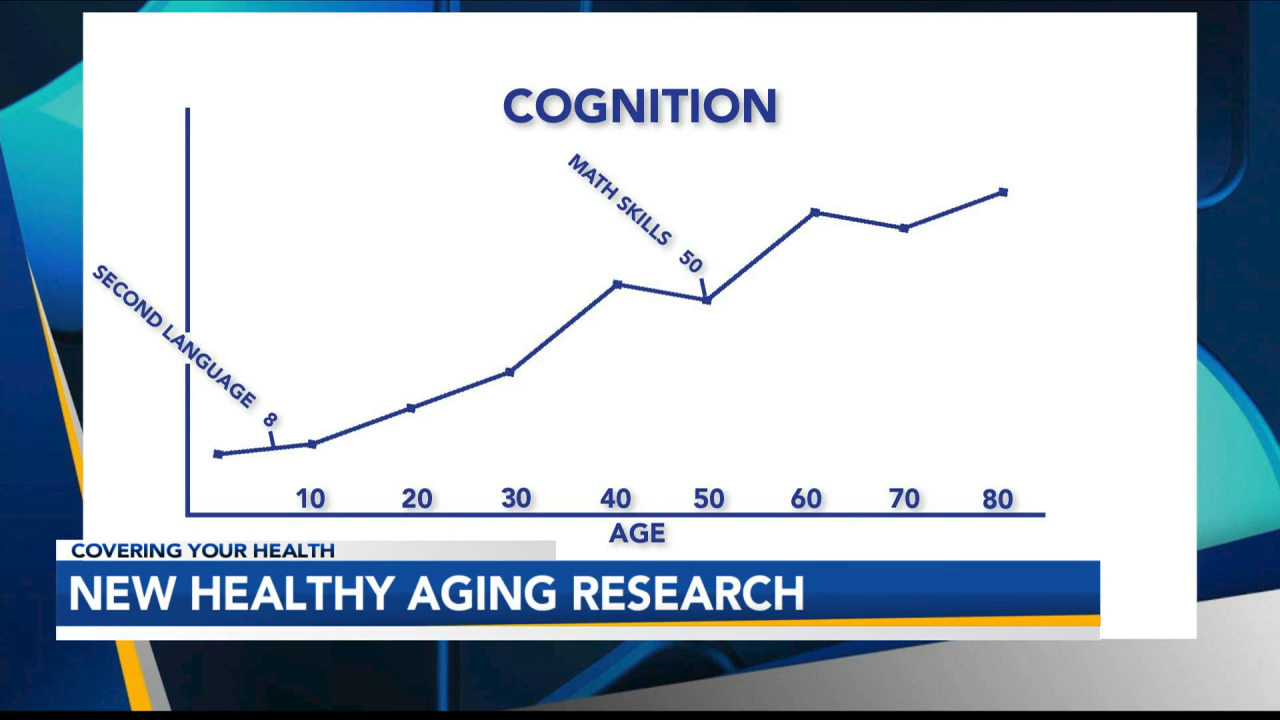 COGNITION
MATH SKILLS 50
SECOND LANGUAGE 8
10 20 30 40 50 60 70 80
AGE
COVERING YOUR HEALTH
NEW HEALTHY AGING RESEARCH